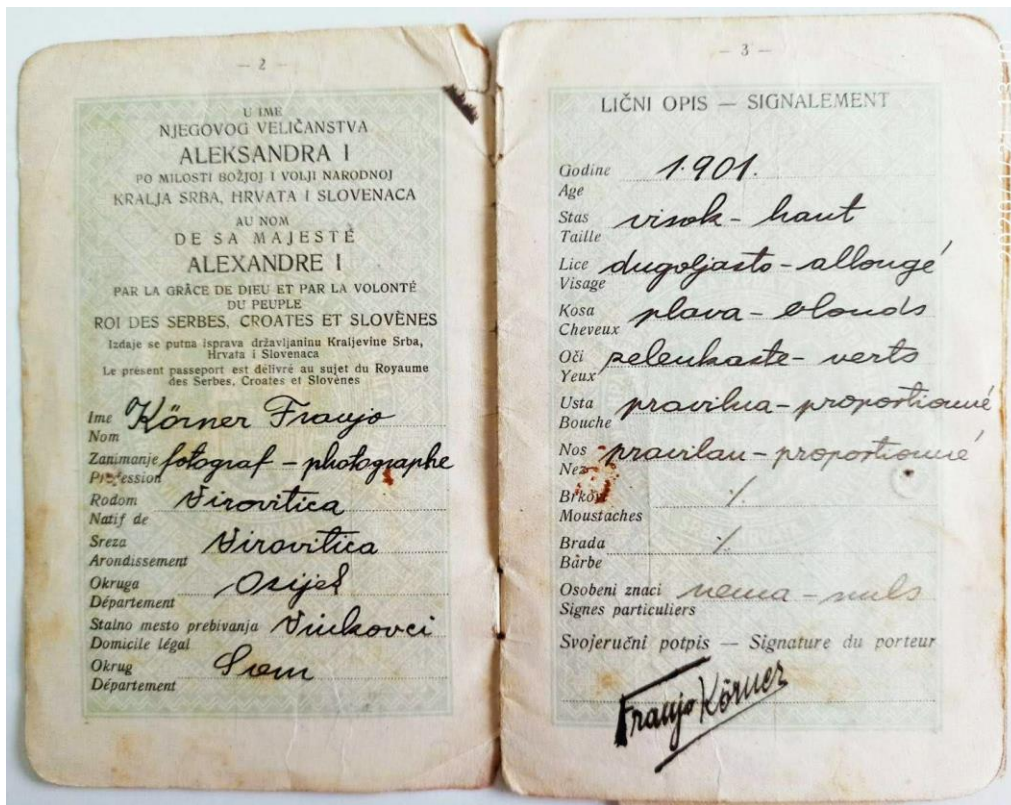 — 2 —
U IME
NJEGOVOG VELIČANSTVA
ALEKSANDRA I
PO MILOSTI BOŽJOJ I VOLJI NARODNOJ
KRALJA SRBA, HRVATA I SLOVENACA
AU NOM
DE SA MAJESTÉ
ALEXANDRE I
PAR LA GRÂCE DE DIEU ET PAR LA VOLONTÉ
DU PEUPLE
ROI DES SERBES, CROATES ET SLOVÈNES
Izdaje se putna isprava državljaninu Kraljevine Srba,
Hrvata i Slovenaca
Le présent passeport est délivré au sujet du Royaume
des Serbes, Croates et Slovènes
Ime Körner Franjo
Nom
Zanimanje fotograf – photographe
Profession
Rodom Virovitica
Natif de
Sreza Virovitica
Arondissement
Okruga Osijek
Département
Stalno mesto prebivanja Vinkovci
Domicile légal
Okrug Srem
Département
— 3 —
LIČNI OPIS — SIGNALEMENT
Godine 1901.
Age
Stas visok – haut
Taille
Lice dugoljasto – allongé
Visage
Kosa plava – blonds
Cheveux
Oči zelenkaste – verts
Yeux
Usta pravilna – proportionné
Bouche
Nos pravilan – proportionné
Nez
Brkovi ⁒
Moustaches
Brada ⁒
Barbe
Osobeni znaci nema – nuls
Signes particuliers
Svojeručni potpis — Signature du porteur
Franjo Körner